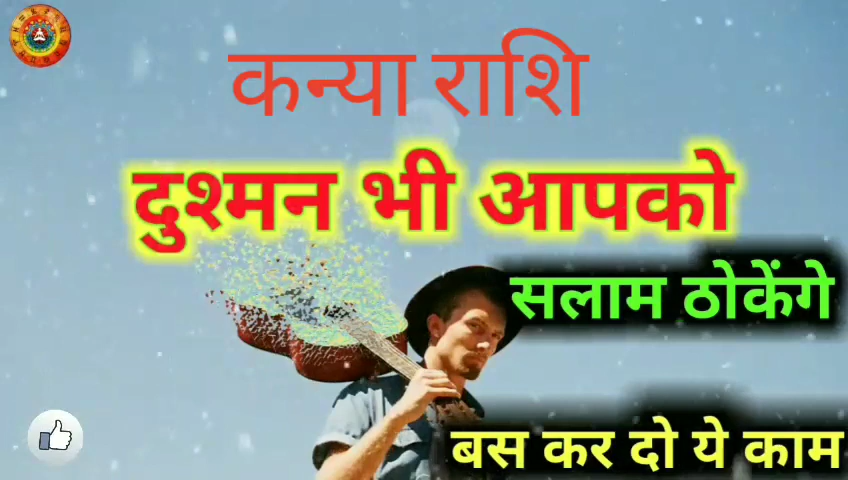 कन्या राशि
दुश्मन भी आपको
सलाम ठोकेंगे
बस कर दो ये काम